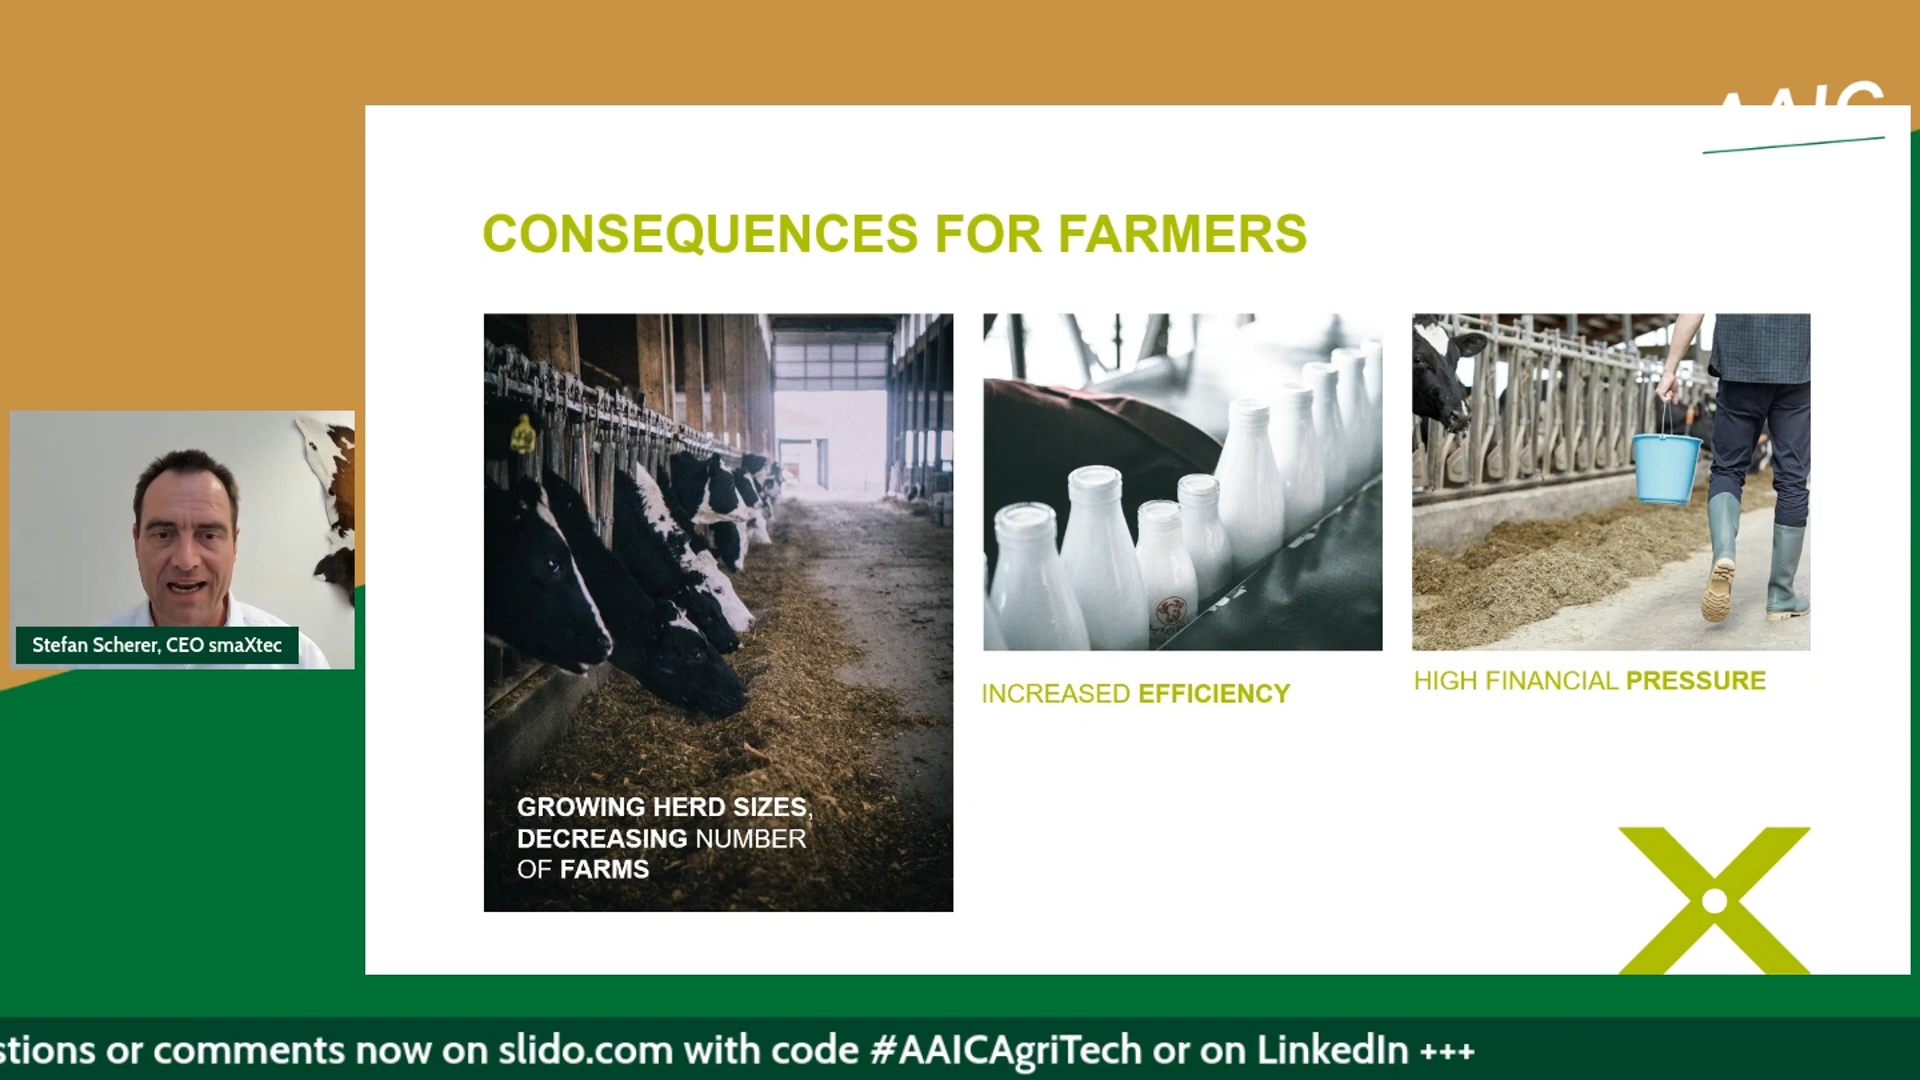 AAIC
CONSEQUENCES FOR FARMERS
GROWING HERD SIZES,
DECREASING NUMBER
OF FARMS
INCREASED EFFICIENCY
HIGH FINANCIAL PRESSURE
Stefan Scherer, CEO smaXtec
stions or comments now on slido.com with code #AAICAgriTech or on LinkedIn +++